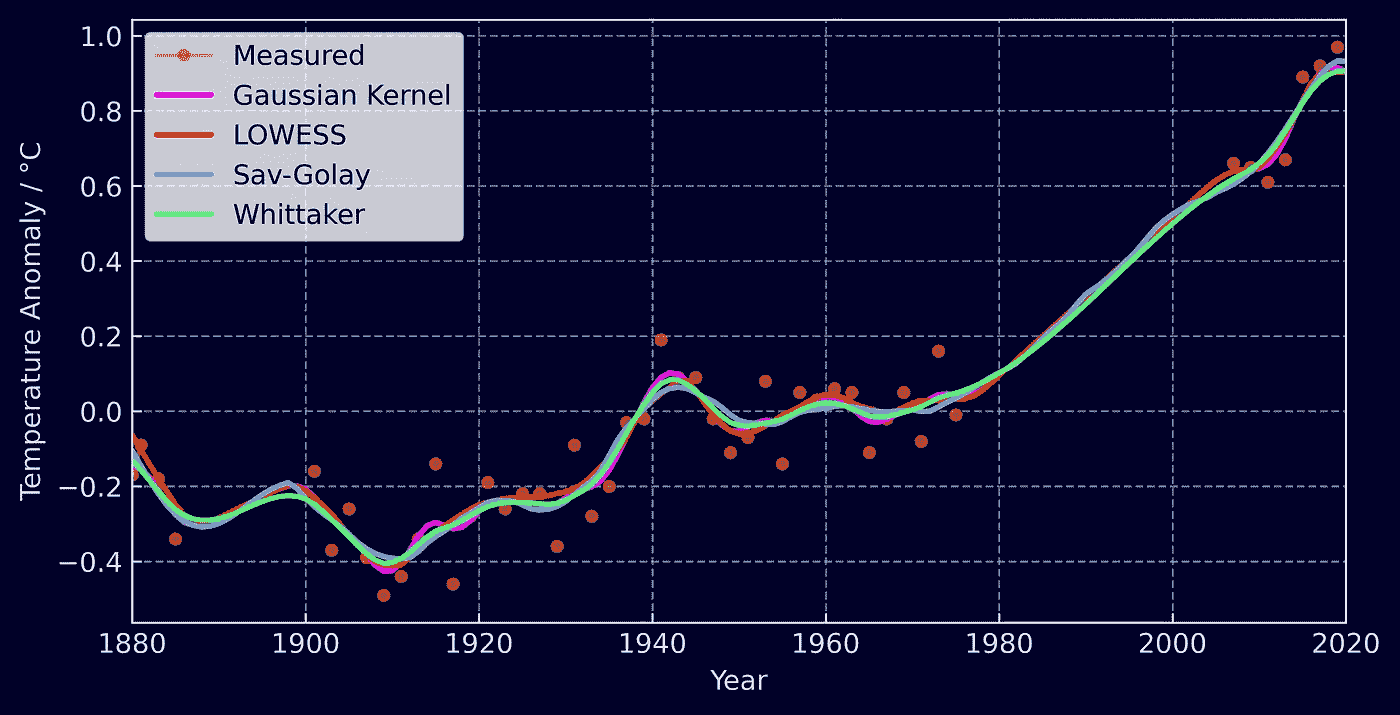 1.0
0.8
0.6
0.4
0.2
0.0
−0.2
−0.4
Temperature Anomaly / °C
Measured
Gaussian Kernel
LOWESS
Sav-Golay
Whittaker
1880 1900 1920 1940 1960 1980 2000 2020
Year